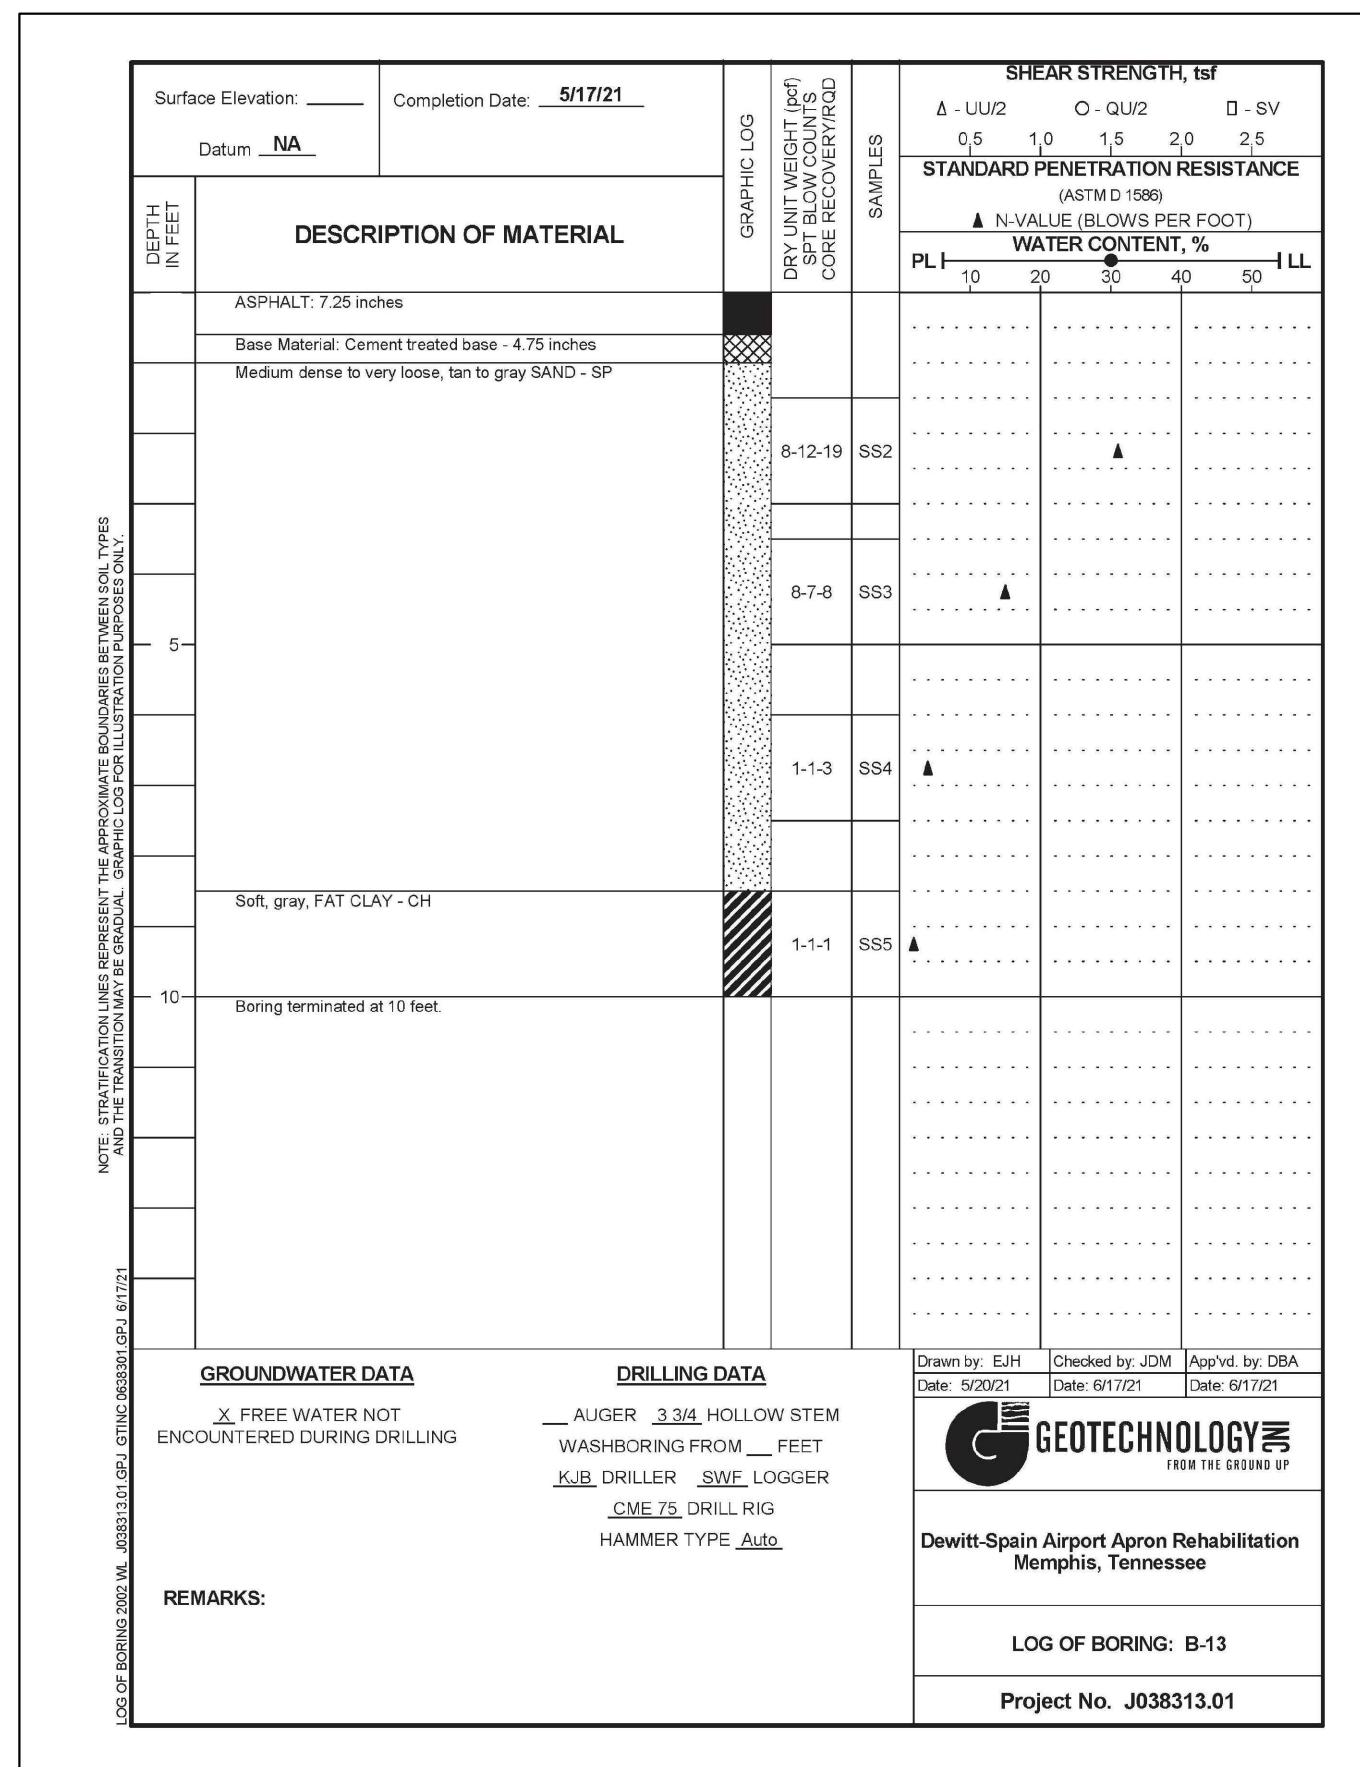 Surface Elevation: ______
Completion Date: 5/17/21
Datum NA
GRAPHIC LOG
DRY UNIT WEIGHT (pcf)
SPT BLOW COUNTS
CORE RECOVERY/RQD
SAMPLES
SHEAR STRENGTH, tsf
Δ - UU/2 O - QU/2 □ - SV
0.5 1.0 1.5 2.0 2.5
STANDARD PENETRATION RESISTANCE
(ASTM D 1586)
▲ N-VALUE (BLOWS PER FOOT)
WATER CONTENT, %
PL LL
10 20 30 40 50
DEPTH
IN FEET
DESCRIPTION OF MATERIAL
ASPHALT: 7.25 inches
Base Material: Cement treated base - 4.75 inches
Medium dense to very loose, tan to gray SAND - SP
8-12-19 SS2
8-7-8 SS3
5
1-1-3 SS4
Soft, gray, FAT CLAY - CH
1-1-1 SS5
10
Boring terminated at 10 feet.
NOTE: STRATIFICATION LINES REPRESENT THE APPROXIMATE BOUNDARIES BETWEEN SOIL TYPES
AND THE TRANSITION MAY BE GRADUAL. GRAPHIC LOG FOR ILLUSTRATION PURPOSES ONLY.
LOG OF BORING 2002 WL J038313.01.GPJ GTINC 0638301.GPJ 6/17/21
GROUNDWATER DATA
X FREE WATER NOT
ENCOUNTERED DURING DRILLING
DRILLING DATA
___ AUGER 3 3/4 HOLLOW STEM
WASHBORING FROM ___ FEET
KJB DRILLER SWF LOGGER
CME 75 DRILL RIG
HAMMER TYPE Auto
REMARKS:
Drawn by: EJH Checked by: JDM App'vd. by: DBA
Date: 5/20/21 Date: 6/17/21 Date: 6/17/21
GEOTECHNOLOGY INC
FROM THE GROUND UP
Dewitt-Spain Airport Apron Rehabilitation
Memphis, Tennessee
LOG OF BORING: B-13
Project No. J038313.01